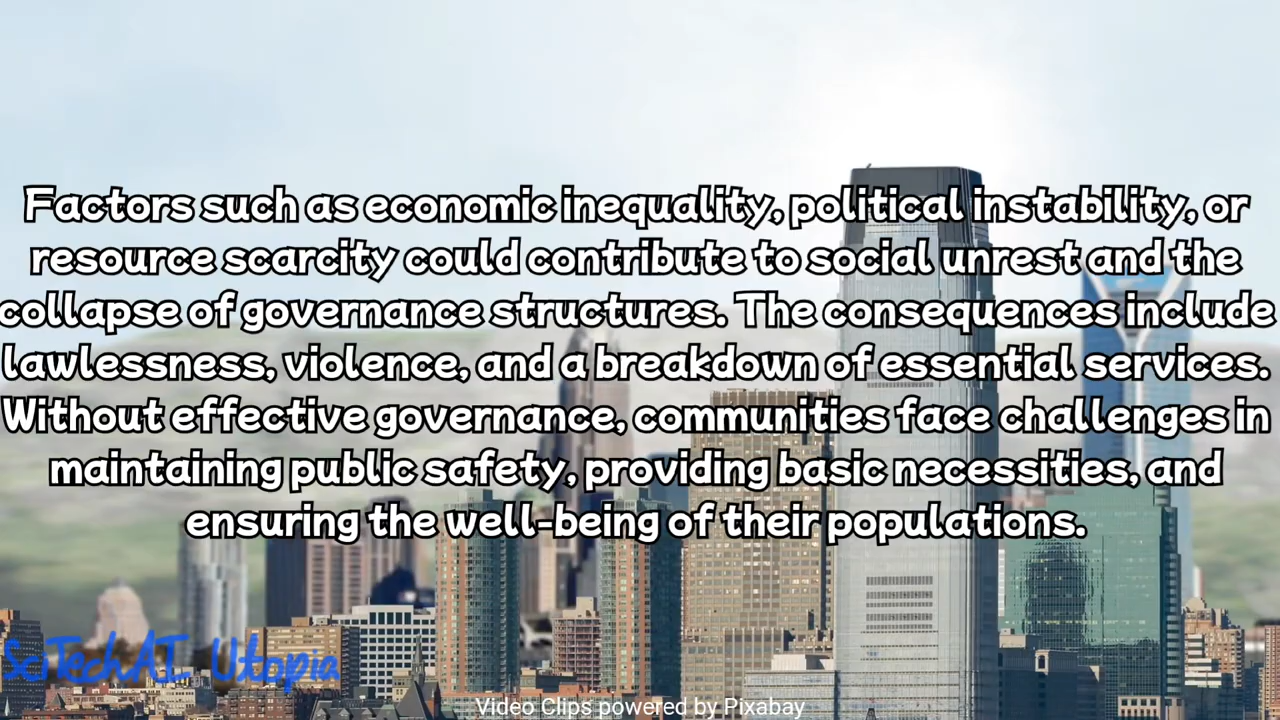 Factors such as economic inequality, political instability, or
resource scarcity could contribute to social unrest and the
collapse of governance structures. The consequences include
lawlessness, violence, and a breakdown of essential services.
Without effective governance, communities face challenges in
maintaining public safety, providing basic necessities, and
ensuring the well-being of their populations.
SciTechAI Utopia
Video Clips powered by Pixabay